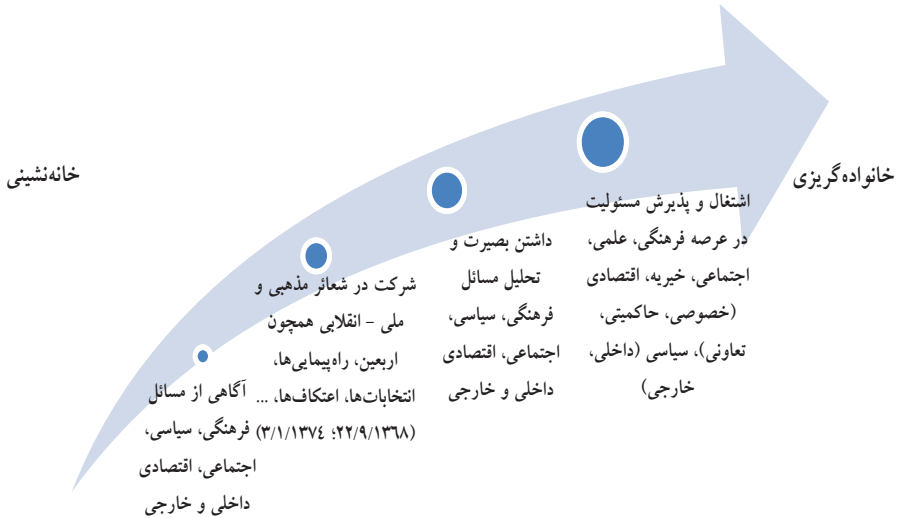 خانواده‌گریزی
خانه‌نشینی
اشتغال و پذیرش مسئولیت
در عرصه فرهنگی، علمی،
اجتماعی، خیریه، اقتصادی
(خصوصی، حاکمیتی،
تعاونی)، سیاسی (داخلی،
خارجی)
داشتن بصیرت و
تحلیل مسائل
فرهنگی، سیاسی،
اجتماعی، اقتصادی
داخلی و خارجی
شرکت در شعائر مذهبی و
ملی - انقلابی همچون
اربعین، راه‌پیمایی‌ها،
انتخابات‌ها، اعتکاف‌ها، ...
(۲۲/۹/۱۳۶۸؛ ۳/۱/۱۳۷٤)
آگاهی از مسائل
فرهنگی، سیاسی،
اجتماعی، اقتصادی
داخلی و خارجی